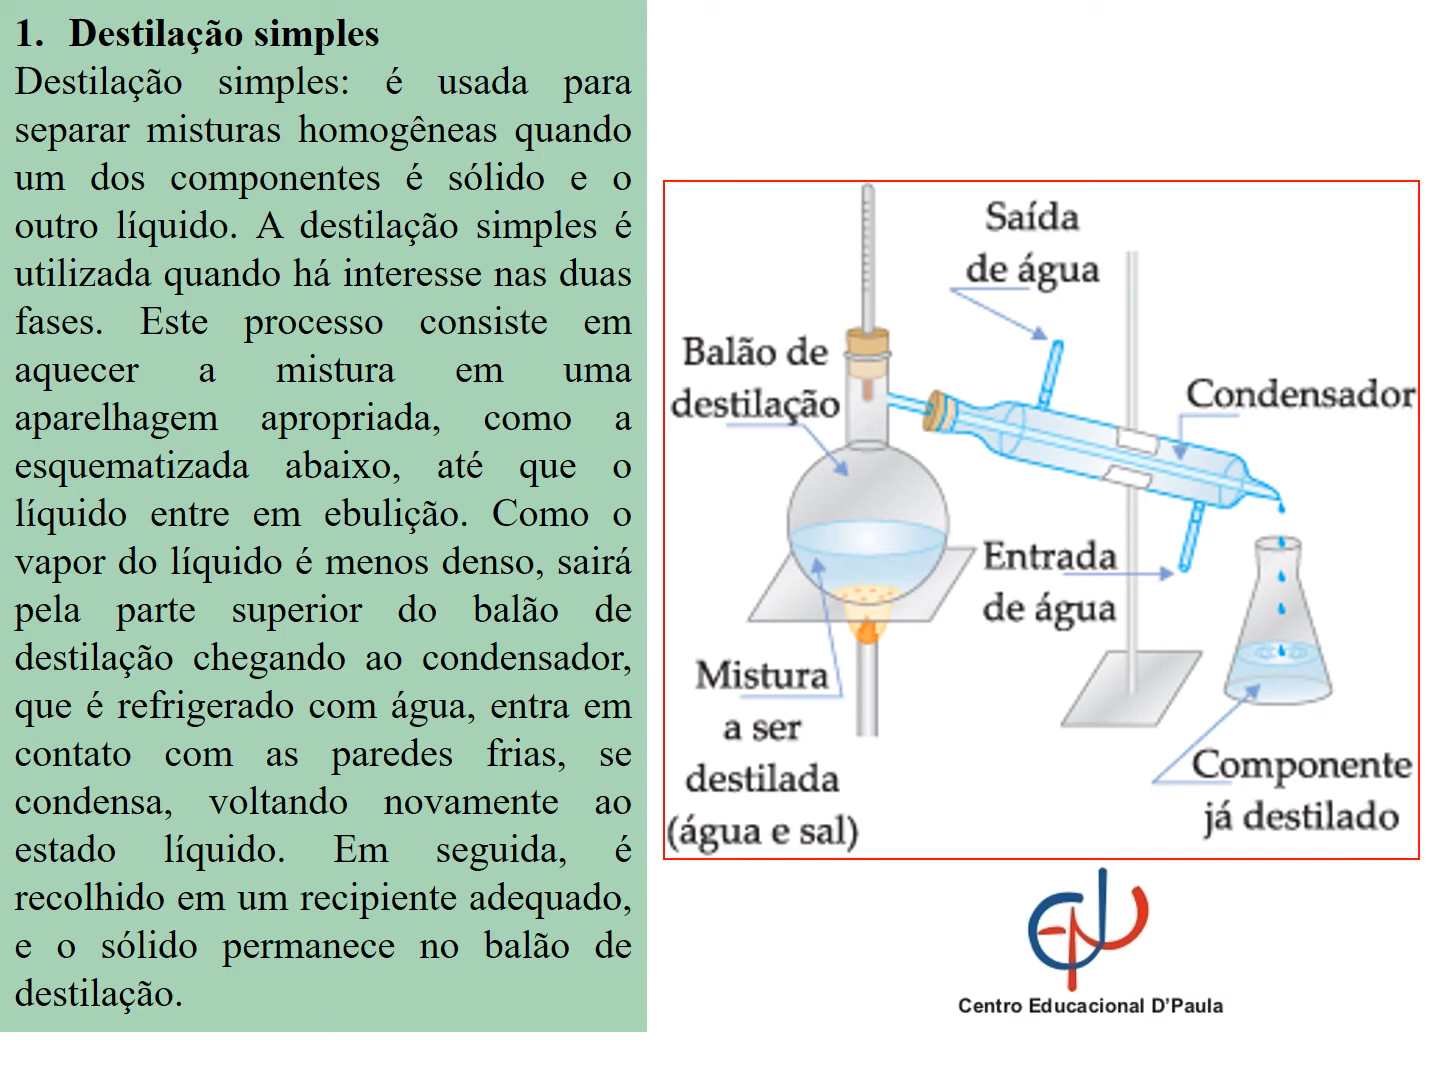 1. Destilação simples
Destilação simples: é usada para
separar misturas homogêneas quando
um dos componentes é sólido e o
outro líquido. A destilação simples é
utilizada quando há interesse nas duas
fases. Este processo consiste em
aquecer a mistura em uma
aparelhagem apropriada, como a
esquematizada abaixo, até que o
líquido entre em ebulição. Como o
vapor do líquido é menos denso, sairá
pela parte superior do balão de
destilação chegando ao condensador,
que é refrigerado com água, entra em
contato com as paredes frias, se
condensa, voltando novamente ao
estado líquido. Em seguida, é
recolhido em um recipiente adequado,
e o sólido permanece no balão de
destilação.
Saída
de água
Balão de
destilação
Condensador
Entrada
de água
Mistura
a ser
destilada
(água e sal)
Componente
já destilado
Centro Educacional D'Paula